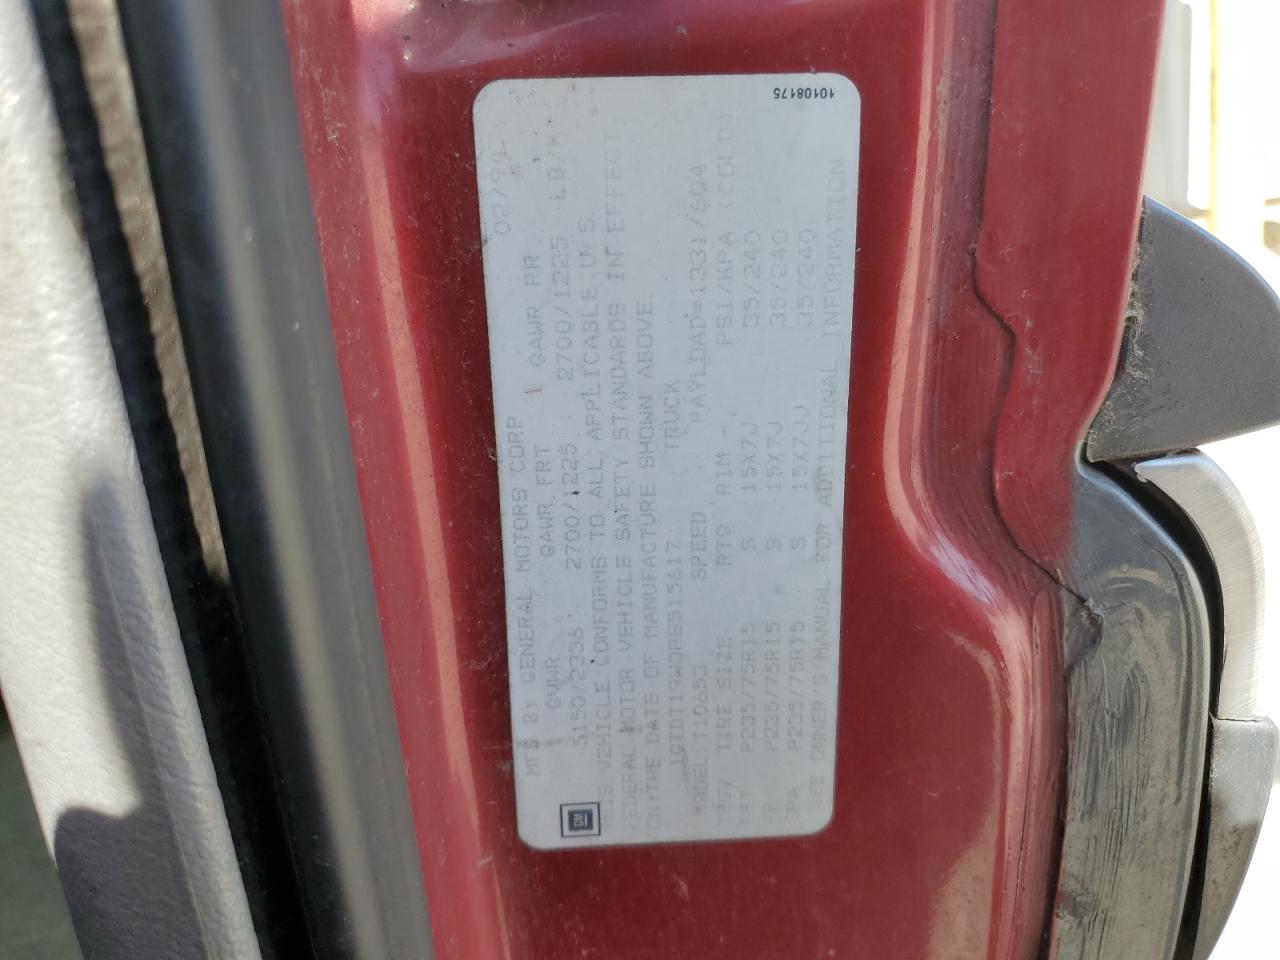 MFD BY GENERAL MOTORS CORP 02/94
GVWR GAWR FRT GAWR RR
GM 5150/2336 2700/1225 2700/1225 LB/K
THIS VEHICLE CONFORMS TO ALL APPLICABLE U.S.
FEDERAL MOTOR VEHICLE SAFETY STANDARDS IN EFFECT
ON THE DATE OF MANUFACTURE SHOWN ABOVE.
TRUCK
MODEL T10653 SPEED PAYLOAD=1331/604
TPSV TIRE SIZE RTG RIM PSI/KPA (COLD)
FRT P235/75R15 S 15X7J 35/240
RR P235/75R15 S 15X7J 35/240
SPA P235/75R15 S 15X7JJ 35/240
SEE OWNER'S MANUAL FOR ADDITIONAL INFORMATION
10108175